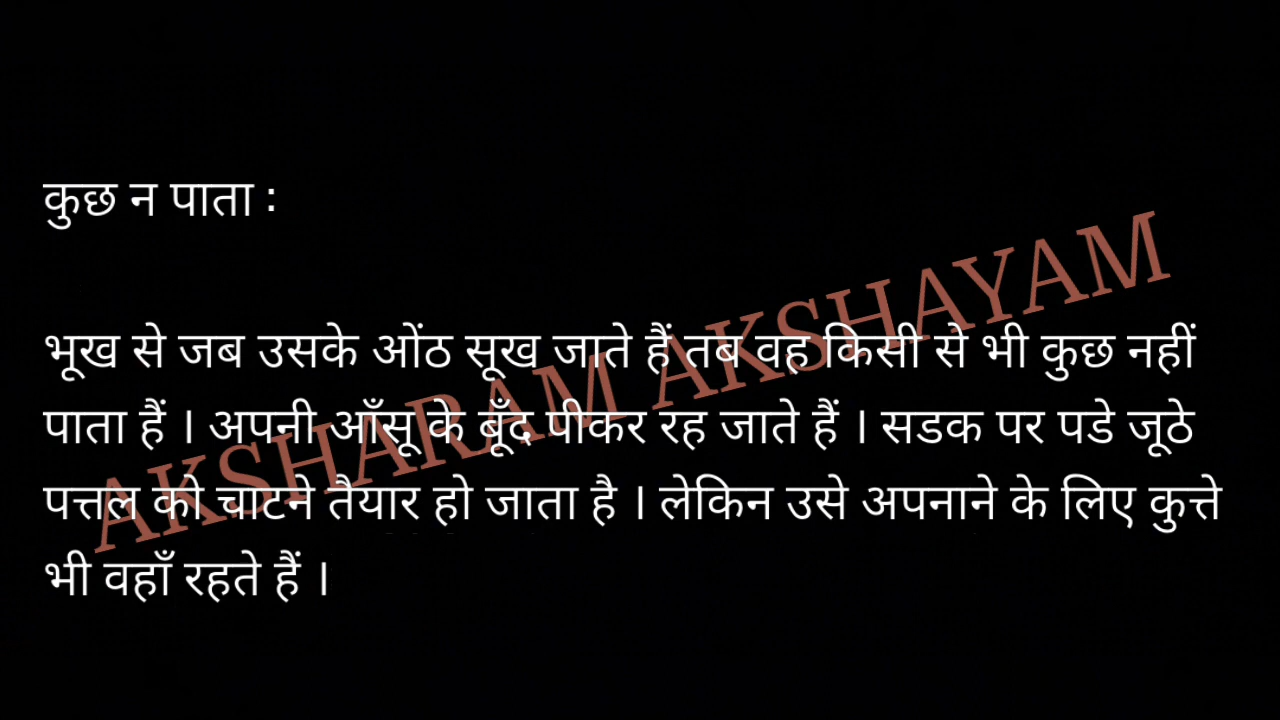 कुछ न पाता :
भूख से जब उसके ओंठ सूख जाते हैं तब वह किसी से भी कुछ नहीं
पाता हैं । अपनी आँसू के बूँद पीकर रह जाते हैं । सडक पर पडे जूठे
पत्तल को चाटने तैयार हो जाता है । लेकिन उसे अपनाने के लिए कुत्ते
भी वहाँ रहते हैं ।
AKSHARAM AKSHAYAM